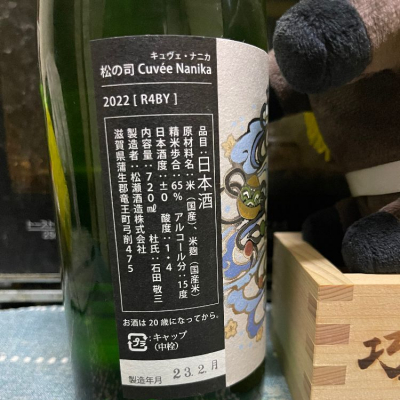 キュヴェ・ナニカ
松の司 Cuvée Nanika
2022 [ R4BY ]
品目：日本酒
原材料名：米（国産）、米麹（国産米）
精米歩合：65％ アルコール分：15度
日本酒度：±0 酸度：1・4
内容量：720㎖ 杜氏：石田 敬三
製造者：松瀬酒造株式会社
滋賀県蒲生郡竜王町弓削475
お酒は20歳になってから。
プラ
キャップ
(中栓)
製造年月 23.2.月
巧